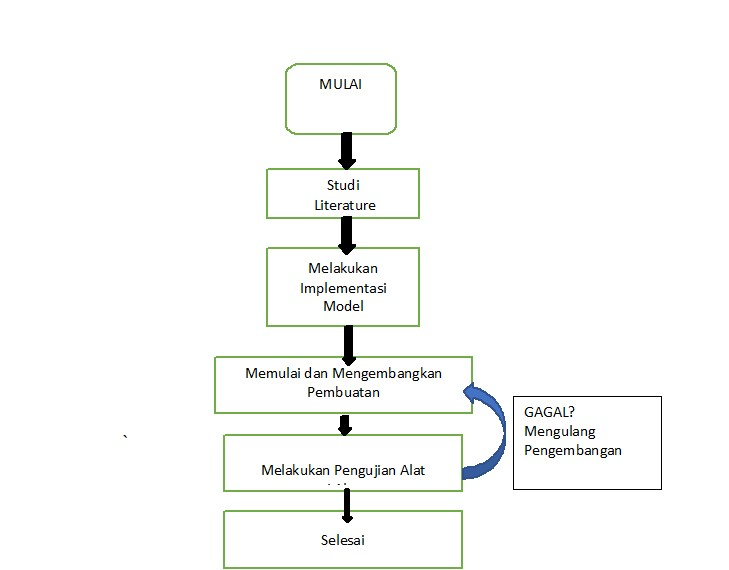 MULAI
Studi
Literature
Melakukan
Implementasi
Model
Memulai dan Mengembangkan
Pembuatan
GAGAL?
Mengulang
Pengembangan
`
Melakukan Pengujian Alat
Selesai